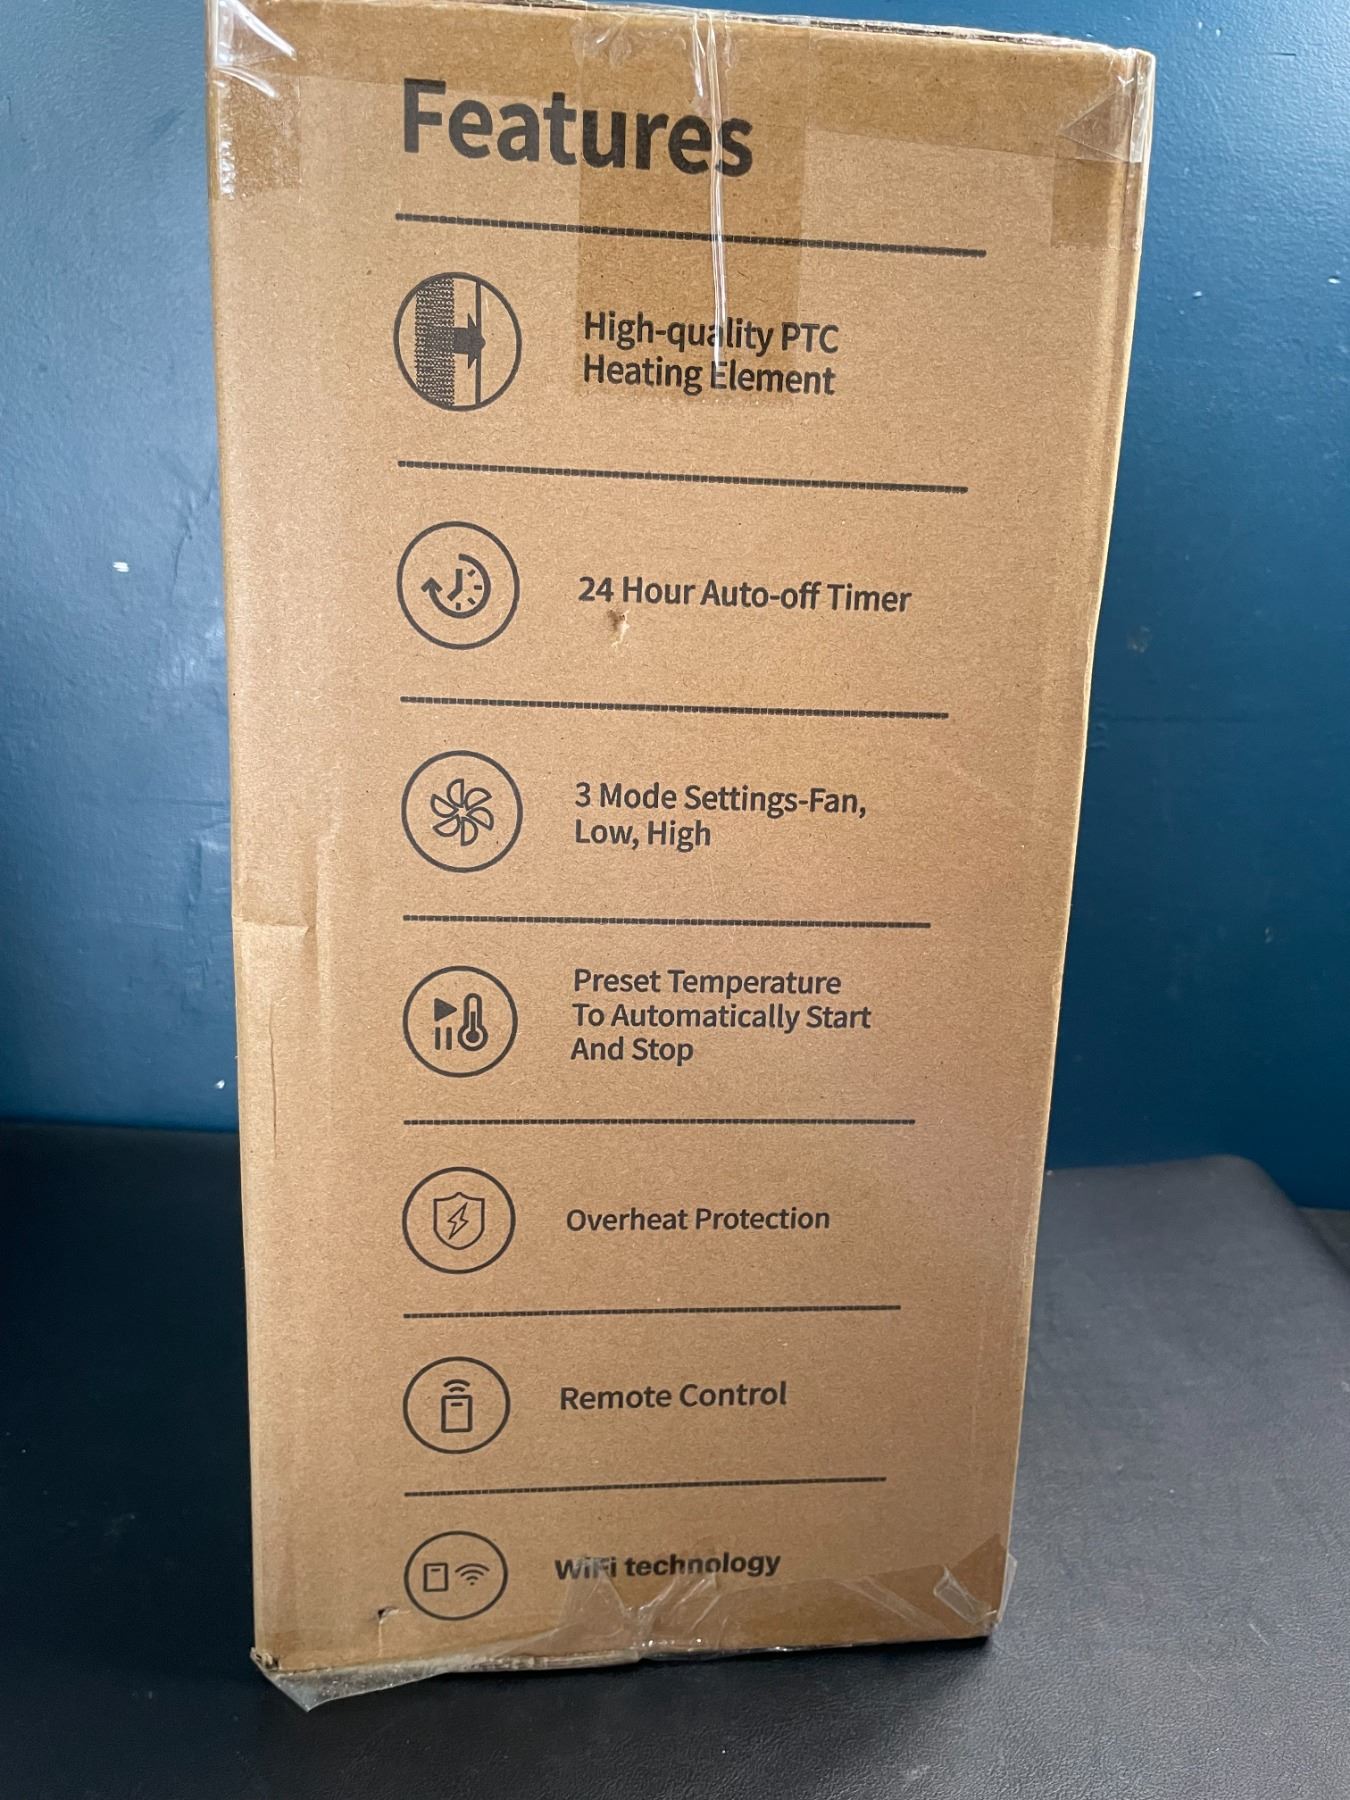 Features
High-quality PTC
Heating Element
24 Hour Auto-off Timer
3 Mode Settings-Fan,
Low, High
Preset Temperature
To Automatically Start
And Stop
Overheat Protection
Remote Control
WiFi technology